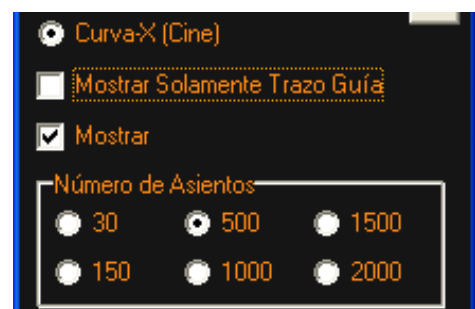 Curva-X (Cine)
Mostrar Solamente Trazo Guía
Mostrar
Número de Asientos
30 500 1500
150 1000 2000